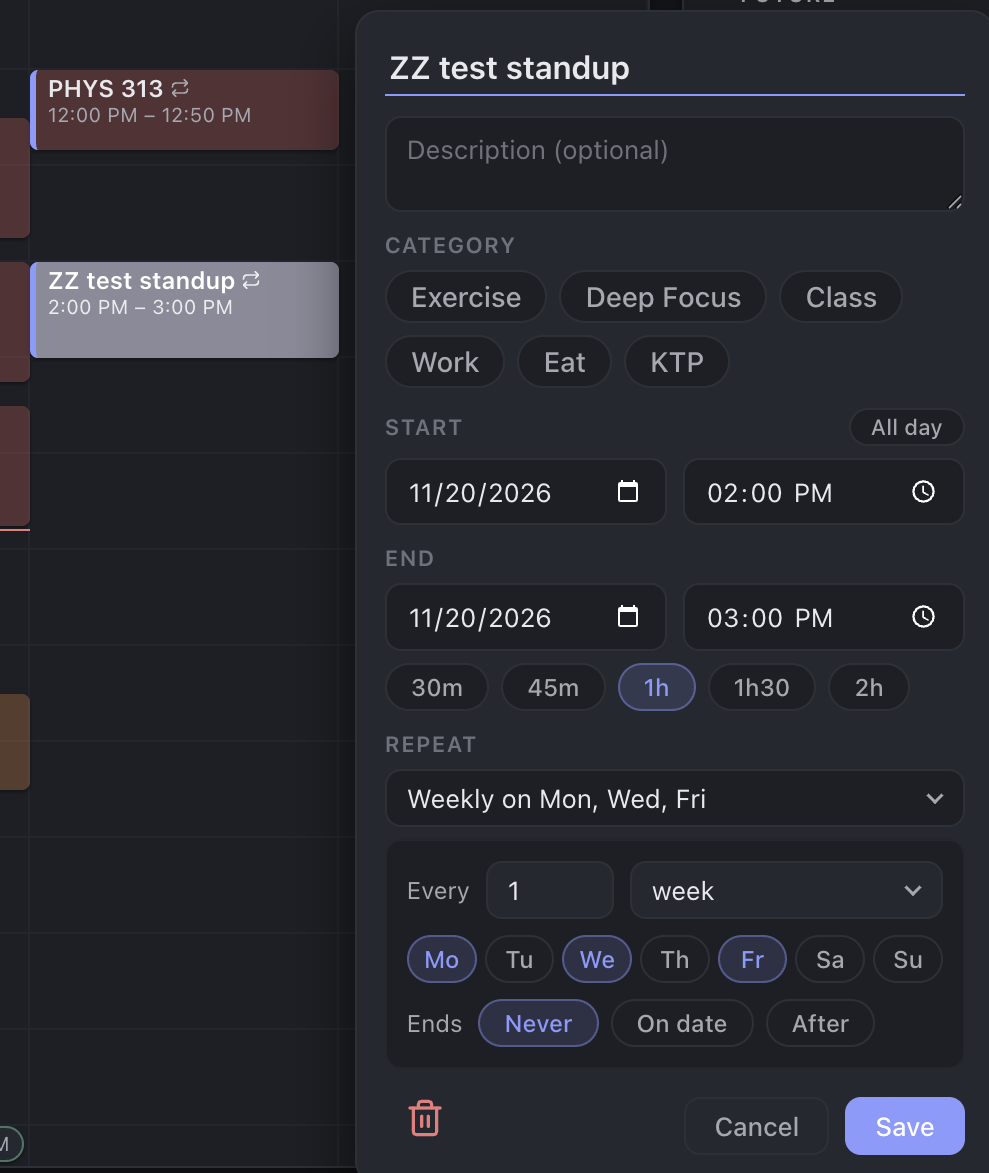 FUTURE
PHYS 313
12:00 PM – 12:50 PM
ZZ test standup
2:00 PM – 3:00 PM
ZZ test standup
Description (optional)
CATEGORY
Exercise Deep Focus Class
Work Eat KTP
START All day
11/20/2026 02:00 PM
END
11/20/2026 03:00 PM
30m 45m 1h 1h30 2h
REPEAT
Weekly on Mon, Wed, Fri
Every 1 week
Mo Tu We Th Fr Sa Su
Ends Never On date After
Cancel Save